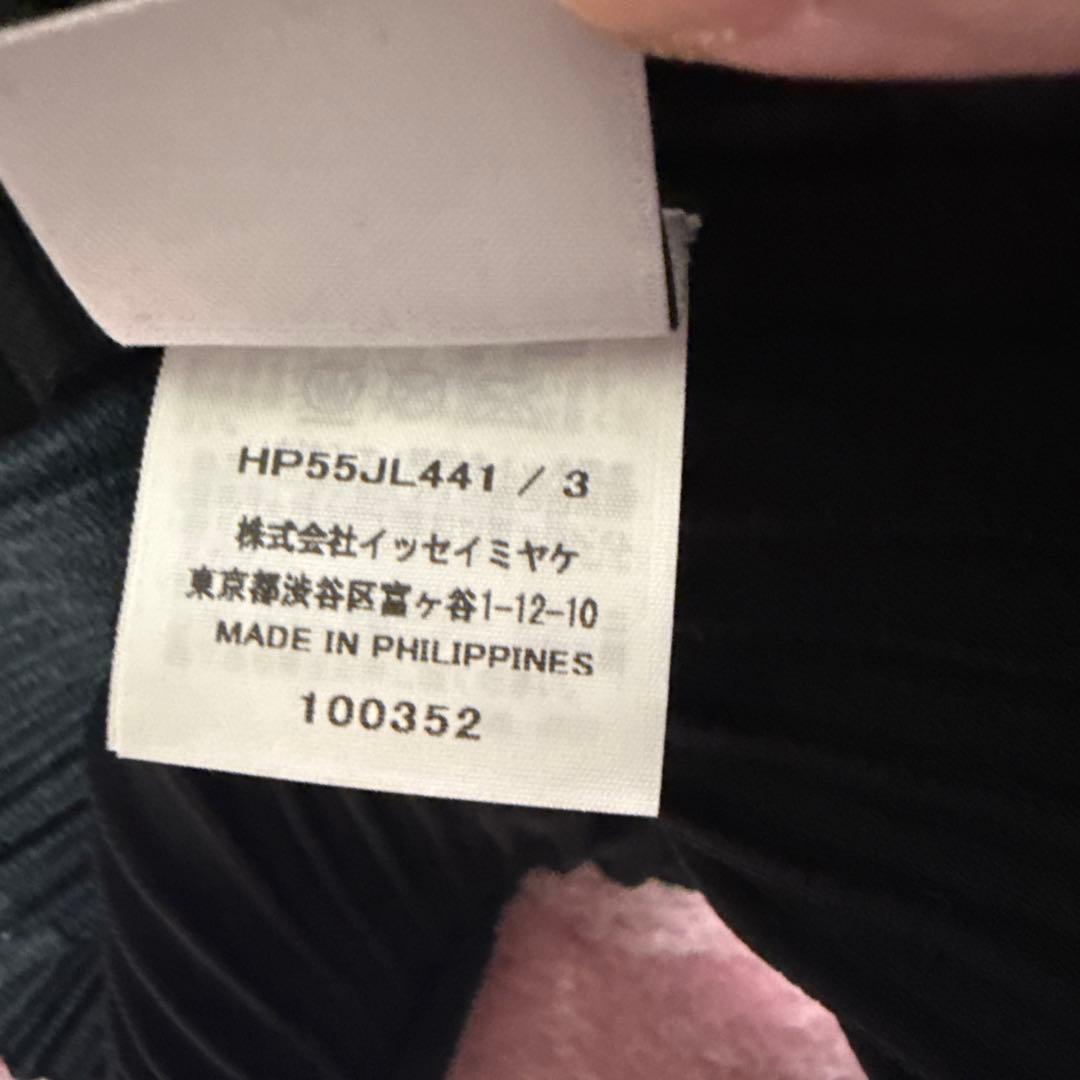 HP55JL441 / 3
株式会社イッセイミヤケ
東京都渋谷区富ヶ谷1-12-10
MADE IN PHILIPPINES
100352